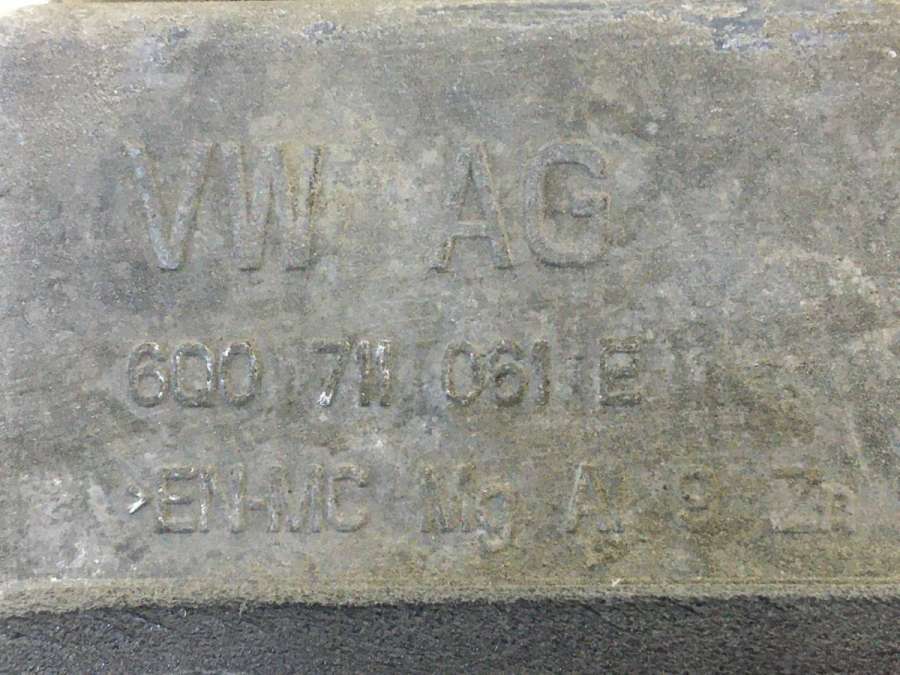 VW AG
6Q0 711 061 E
>EN-MC Mg Al 9 Zn